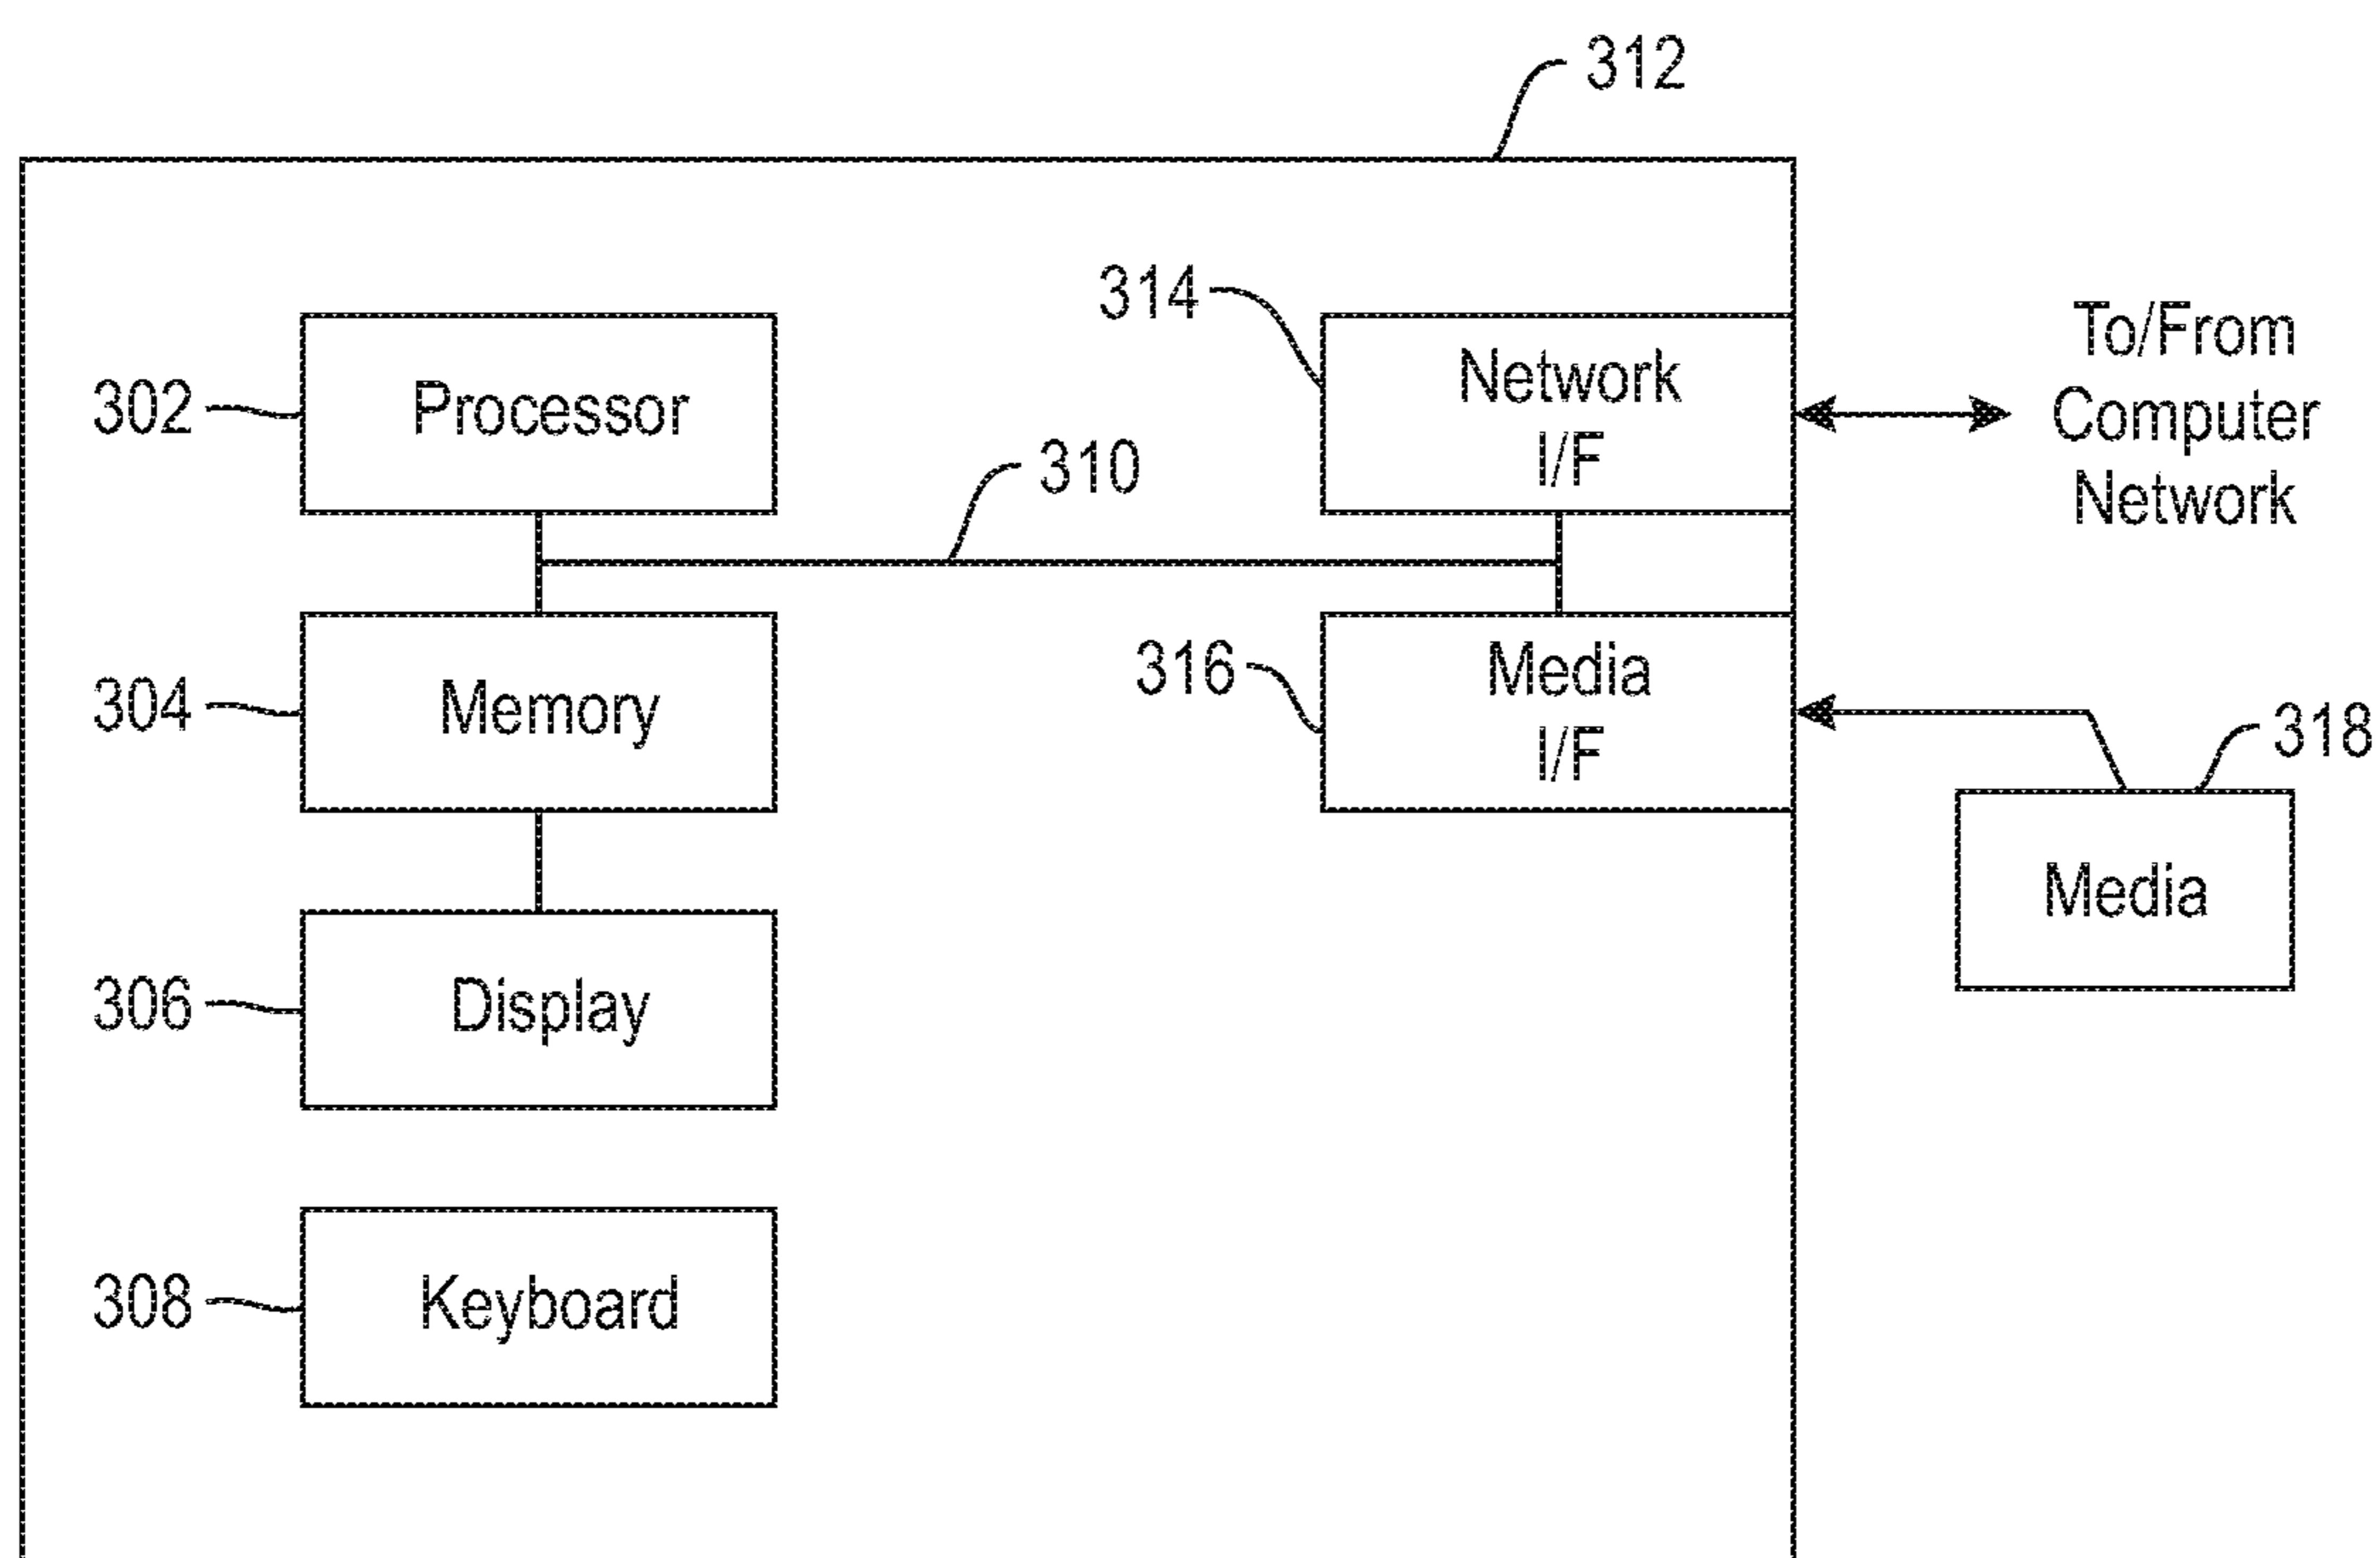 312
314
Network
I/F
To/From
Computer
Network
302
Processor
310
304
Memory
316
Media
I/F
318
Media
306
Display
308
Keyboard